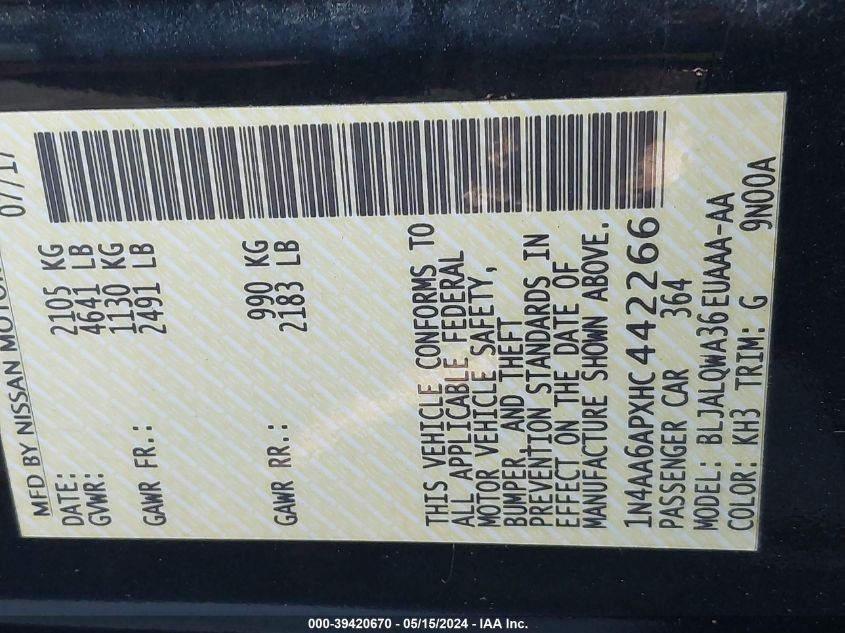 MFD BY NISSAN MOTOR
DATE: 07/17
GVWR: 2105 KG
4641 LB
GAWR FR.: 1130 KG
2491 LB
GAWR RR.: 990 KG
2183 LB
THIS VEHICLE CONFORMS TO
ALL APPLICABLE FEDERAL
MOTOR VEHICLE SAFETY,
BUMPER, AND THEFT
PREVENTION STANDARDS IN
EFFECT ON THE DATE OF
MANUFACTURE SHOWN ABOVE.
1N4AA6APXHC442266
PASSENGER CAR 364
MODEL: BLJALQWA36EUAAA-AA
COLOR: KH3 TRIM: G 9N00A
000-39420670 - 05/15/2024 - IAA Inc.